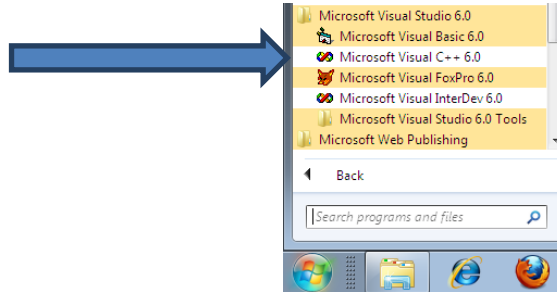 Microsoft Visual Studio 6.0
Microsoft Visual Basic 6.0
Microsoft Visual C++ 6.0
Microsoft Visual FoxPro 6.0
Microsoft Visual InterDev 6.0
Microsoft Visual Studio 6.0 Tools
Microsoft Web Publishing
Back
Search programs and files